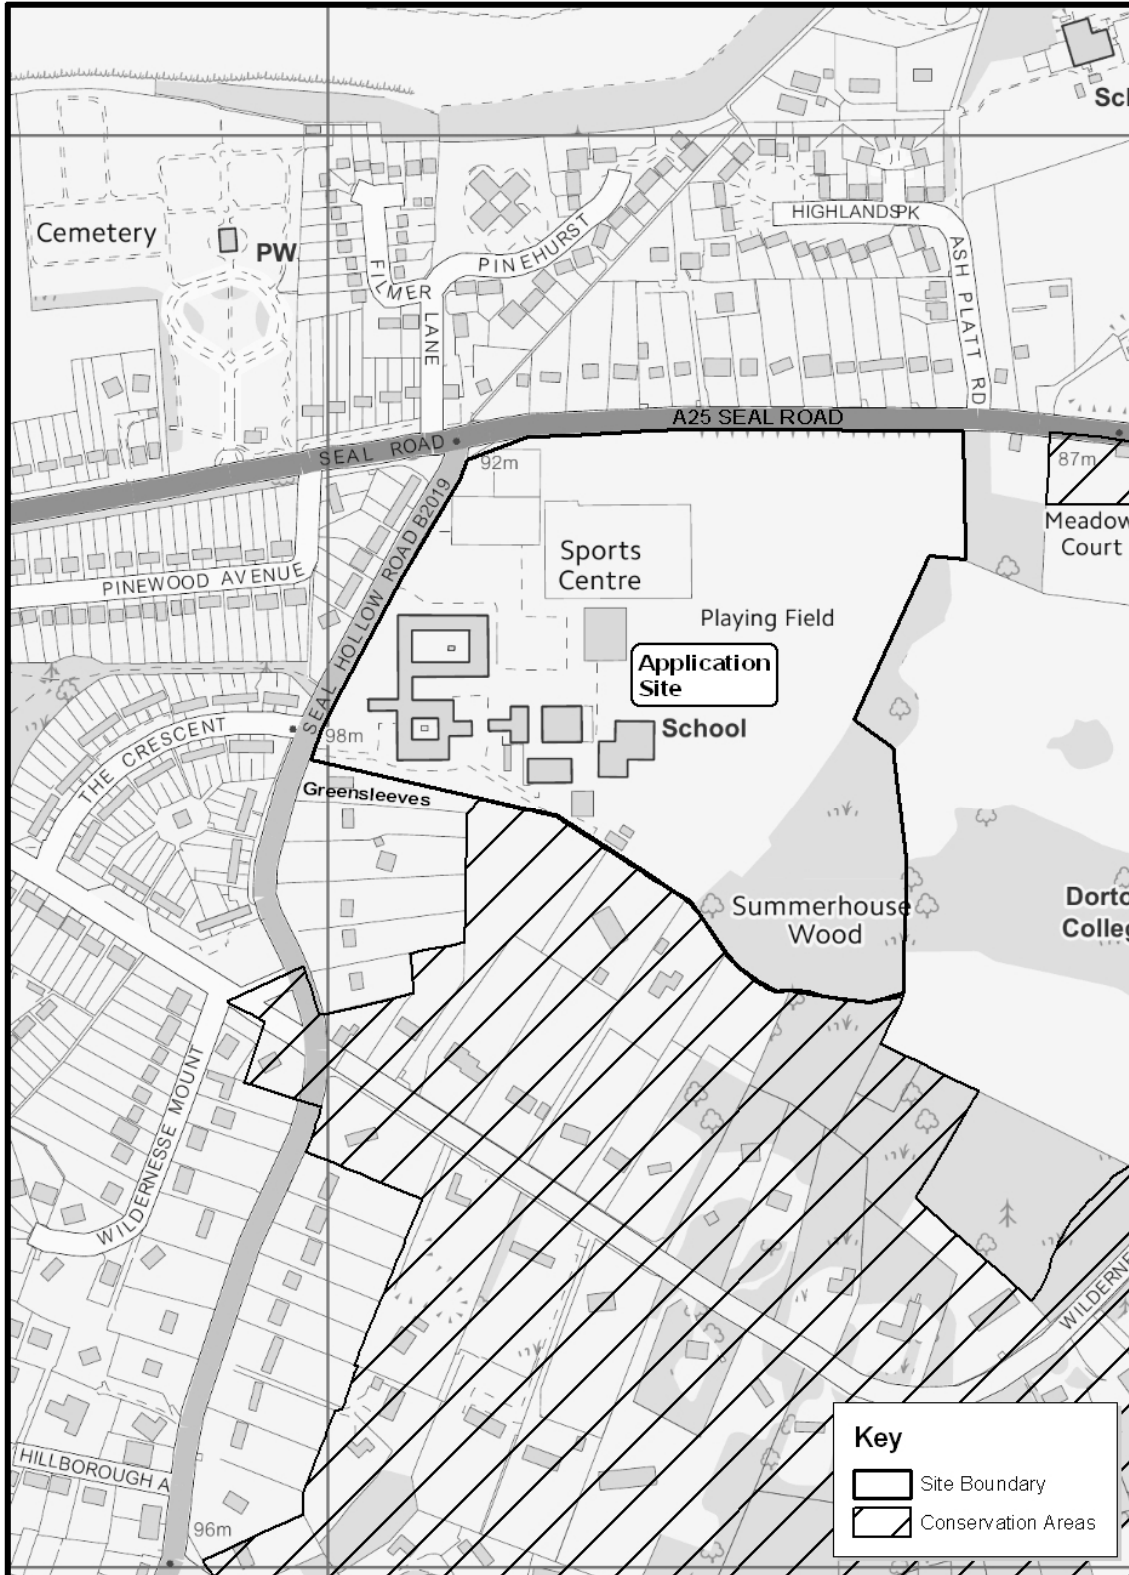 Scl
Cemetery
PW
HIGHLANDS PK
PINEHURST
FILMER
LANE
ASH PLATT RD
A25 SEAL ROAD
SEAL ROAD
92m
87m
Meadow
Court
SEAL HOLLOW ROAD B2019
Sports
Centre
PINEWOOD AVENUE
Playing Field
Application
Site
School
98m
THE CRESCENT
Greensleeves
Summerhouse
Wood
Dorto
Colleg
WILDERNESSE MOUNT
WILDERNE
HILLBOROUGH A
96m
Key
Site Boundary
Conservation Areas